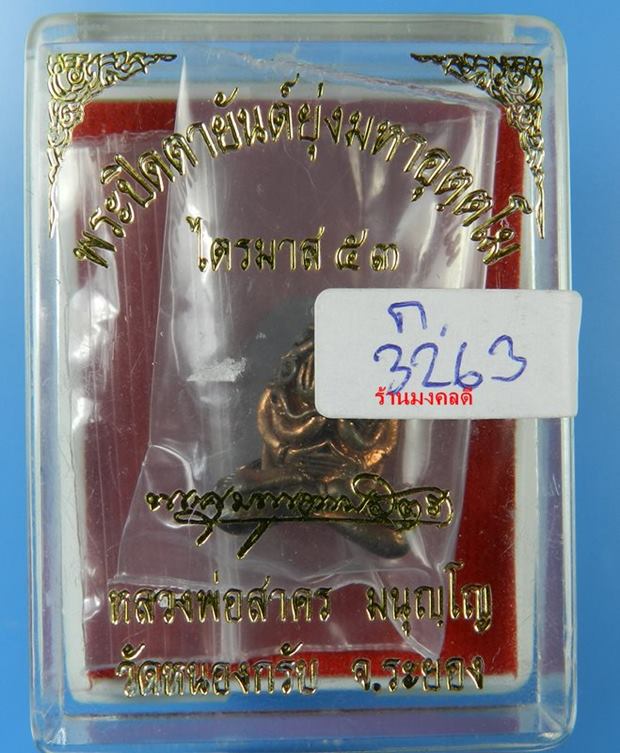 พระปิดตายันต์ยุ่งมหาอุตฺตโม
ไตรมาส ๕๓
ก.
3263
ร้านมงคลดี
หลวงพ่อสาคร มนุญฺโญ
วัดหนองกรับ จ.ระยอง